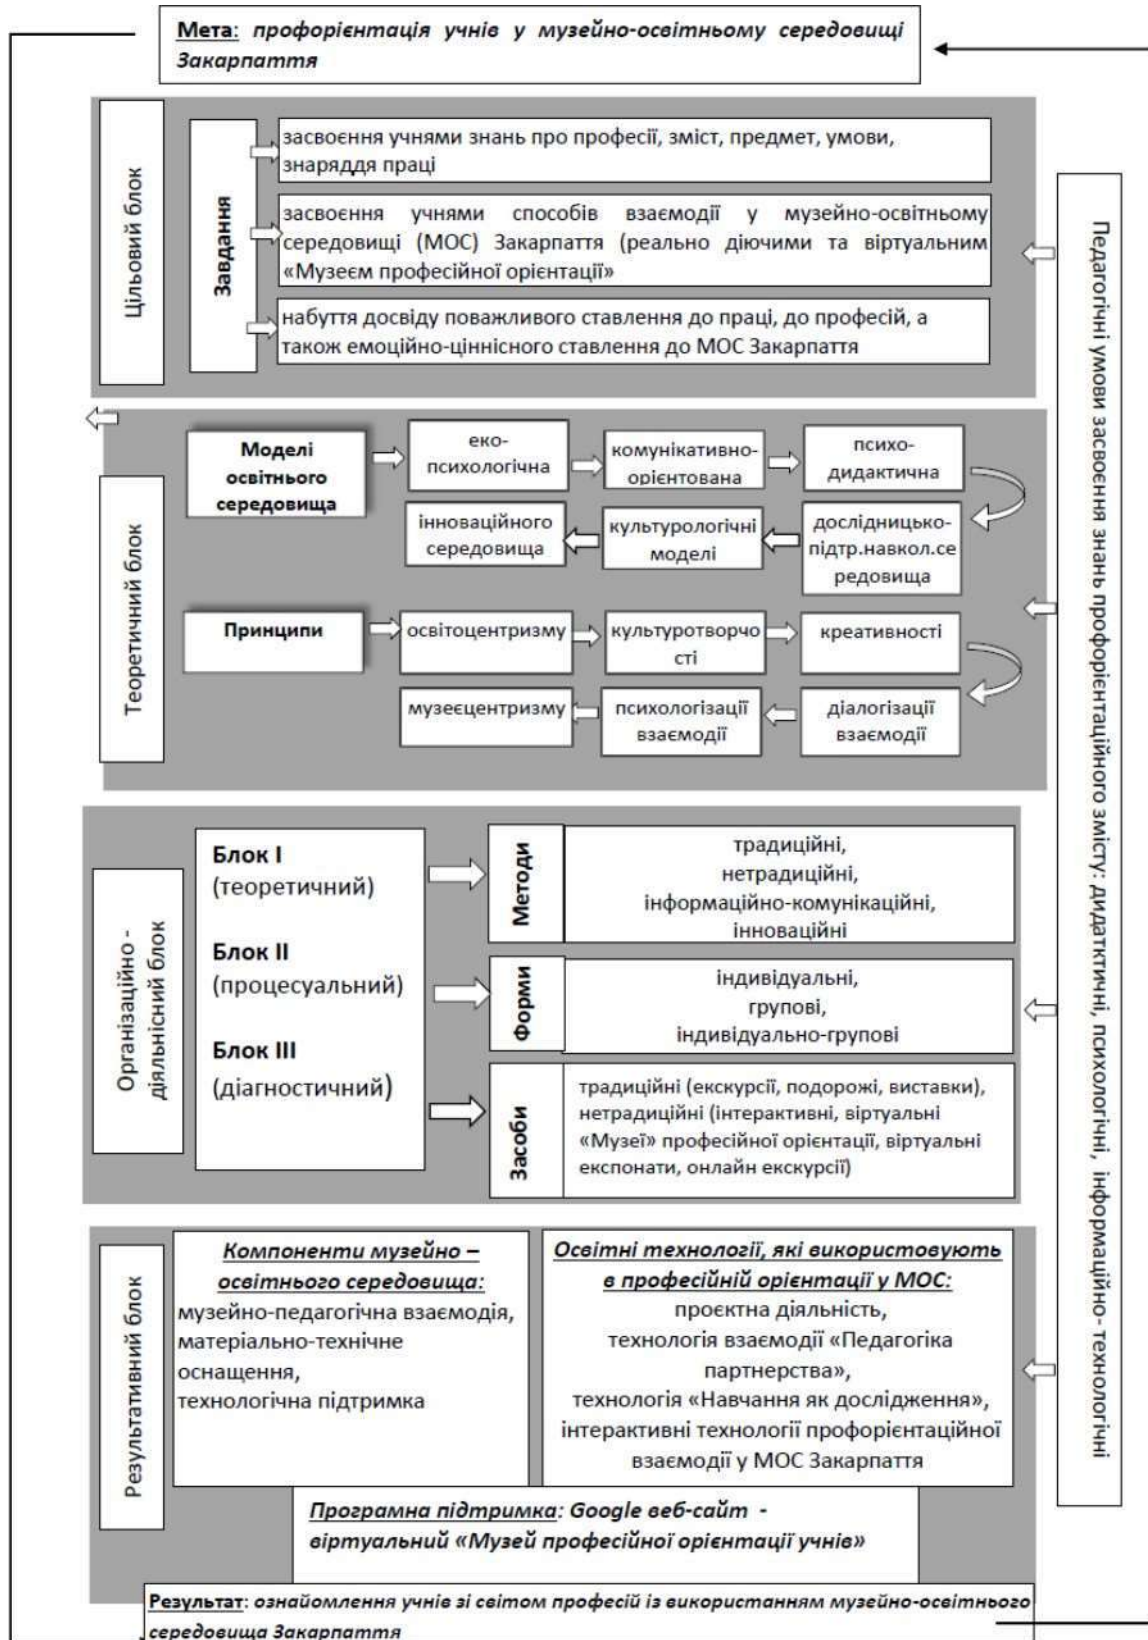 Мета: профорієнтація учнів у музейно-освітньому середовищі
Закарпаття
Цільовий блок
Завдання
засвоєння учнями знань про професії, зміст, предмет, умови,
знаряддя праці
засвоєння учнями способів взаємодії у музейно-освітньому
середовищі (МОС) Закарпаття (реально діючими та віртуальним
«Музеєм професійної орієнтації»
набуття досвіду поважливого ставлення до праці, до професій, а
також емоційно-ціннісного ставлення до МОС Закарпаття
Теоретичний блок
Моделі
освітнього
середовища
еко-
психологічна
комунікативно-
орієнтована
психо-
дидактична
дослідницько-
підтр.навкол.се
редовища
культурологічні
моделі
інноваційного
середовища
Принципи
освітоцентризму
культуротворчо
сті
креативності
діалогізації
взаємодії
психологізації
взаємодії
музеєцентризму
Організаційно -
діяльнісний блок
Блок І
(теоретичний)
Блок ІІ
(процесуальний)
Блок ІІІ
(діагностичний)
Методи
традиційні,
нетрадиційні,
інформаційно-комунікаційні,
інноваційні
Форми
індивідуальні,
групові,
індивідуально-групові
Засоби
традиційні (екскурсії, подорожі, виставки),
нетрадиційні (інтерактивні, віртуальні
«Музеї» професійної орієнтації, віртуальні
експонати, онлайн екскурсії)
Результативний блок
Компоненти музейно –
освітнього середовища:
музейно-педагогічна взаємодія,
матеріально-технічне
оснащення,
технологічна підтримка
Освітні технології, які використовують
в професійній орієнтації у МОС:
проєктна діяльність,
технологія взаємодії «Педагогіка
партнерства»,
технологія «Навчання як дослідження»,
інтерактивні технології профорієнтаційної
взаємодії у МОС Закарпаття
Програмна підтримка: Google веб-сайт -
віртуальний «Музей професійної орієнтації учнів»
Результат: ознайомлення учнів зі світом професій із використанням музейно-освітнього
середовища Закарпаття
Педагогічні умови засвоєння знань профорієнтаційного змісту: дидатктичні, психологічні, інформаційно- технологічні